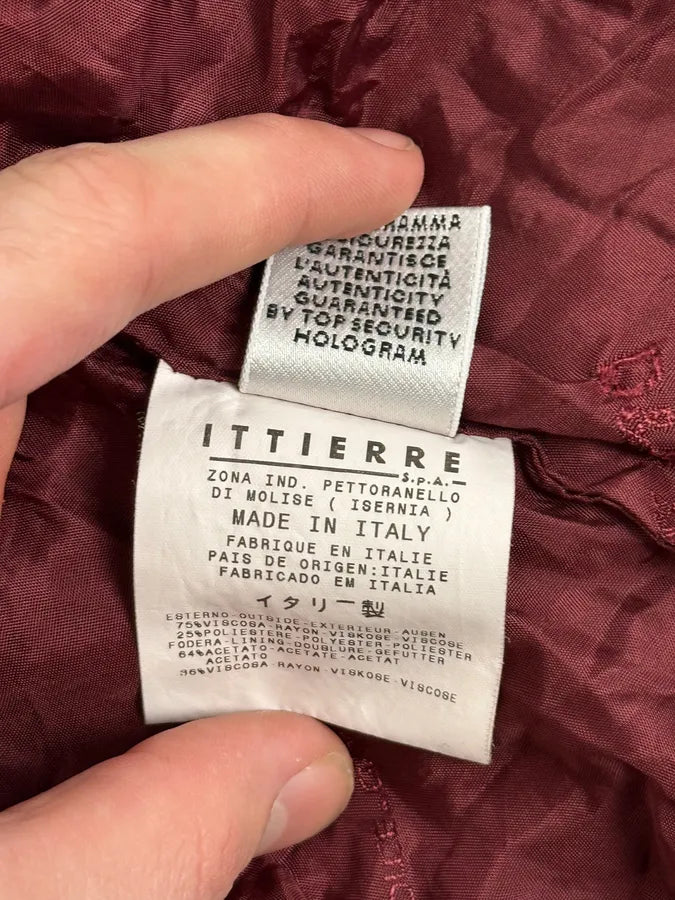 SICUREZZA
GARANTISCE
L'AUTENTICITÀ
AUTENTICITY
GUARANTEED
BY TOP SECURITY
HOLOGRAM
ITTIERRE
S.p.A.
ZONA IND. PETTORANELLO
DI MOLISE ( ISERNIA )
MADE IN ITALY
FABRIQUE EN ITALIE
PAIS DE ORIGEN:ITALIE
FABRICADO EM ITALIA
イタリー製
ESTERNO-OUTSIDE-EXTERIEUR-AUSEN
75%VISCOSA-RAYON-VISKOSE-VISCOSE
25%POLIESTERE-POLYESTER-POLIESTER
FODERA-LINING-DOUBLURE-GEFUTTER
64%ACETATO-ACETATE-ACETAT
ACETATO
36%VISCOSA-RAYON-VISKOSE-VISCOSE